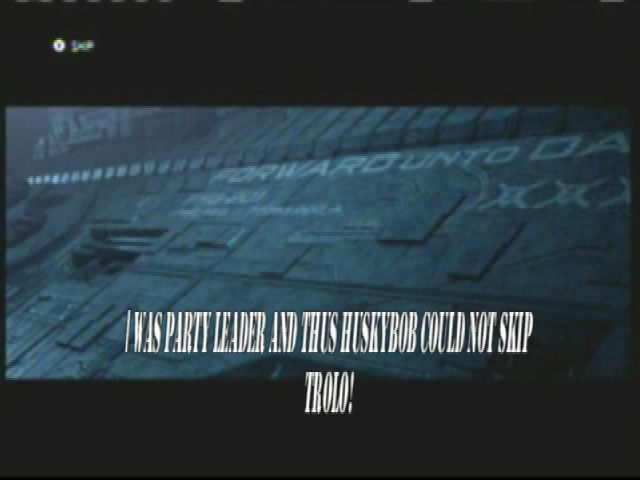 SKIP
FORWARD UNTO DA
I WAS PARTY LEADER AND THUS HUSKYBOB COULD NOT SKIP
TROLO!